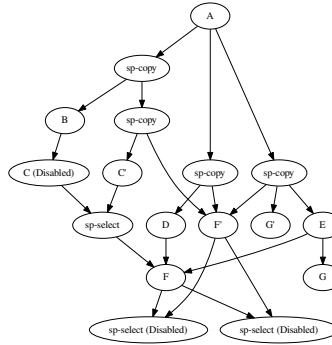 A
sp-copy
B
sp-copy
C (Disabled)
C'
sp-copy
sp-copy
sp-select
D
F'
G'
E
F
G
sp-select (Disabled)
sp-select (Disabled)